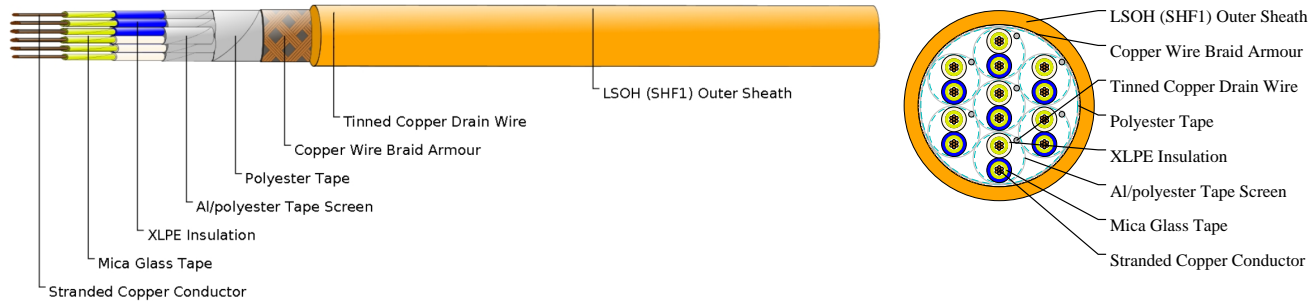 LSOH (SHF1) Outer Sheath
Tinned Copper Drain Wire
Copper Wire Braid Armour
Polyester Tape
Al/polyester Tape Screen
XLPE Insulation
Mica Glass Tape
Stranded Copper Conductor
LSOH (SHF1) Outer Sheath
Copper Wire Braid Armour
Tinned Copper Drain Wire
Polyester Tape
XLPE Insulation
Al/polyester Tape Screen
Mica Glass Tape
Stranded Copper Conductor